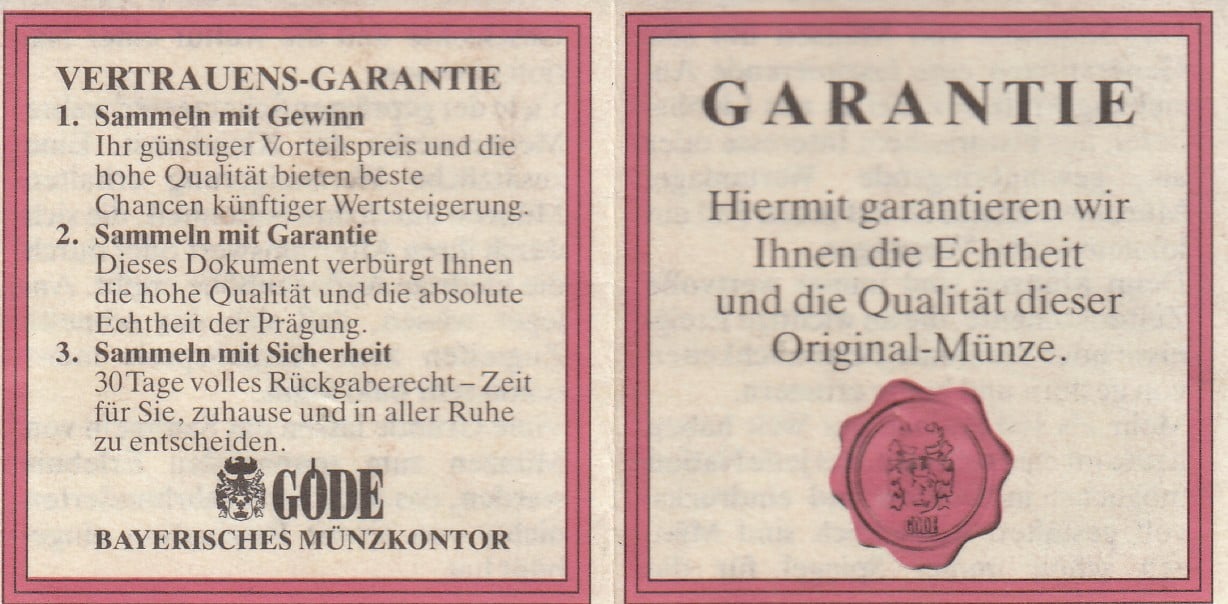 VERTRAUENS-GARANTIE
1. Sammeln mit Gewinn
Ihr günstiger Vorteilspreis und die
hohe Qualität bieten beste
Chancen künftiger Wertsteigerung.
2. Sammeln mit Garantie
Dieses Dokument verbürgt Ihnen
die hohe Qualität und die absolute
Echtheit der Prägung.
3. Sammeln mit Sicherheit
30 Tage volles Rückgaberecht – Zeit
für Sie, zuhause und in aller Ruhe
zu entscheiden.
GÖDE
BAYERISCHES MÜNZKONTOR
GARANTIE
Hiermit garantieren wir
Ihnen die Echtheit
und die Qualität dieser
Original-Münze.
GÖDE